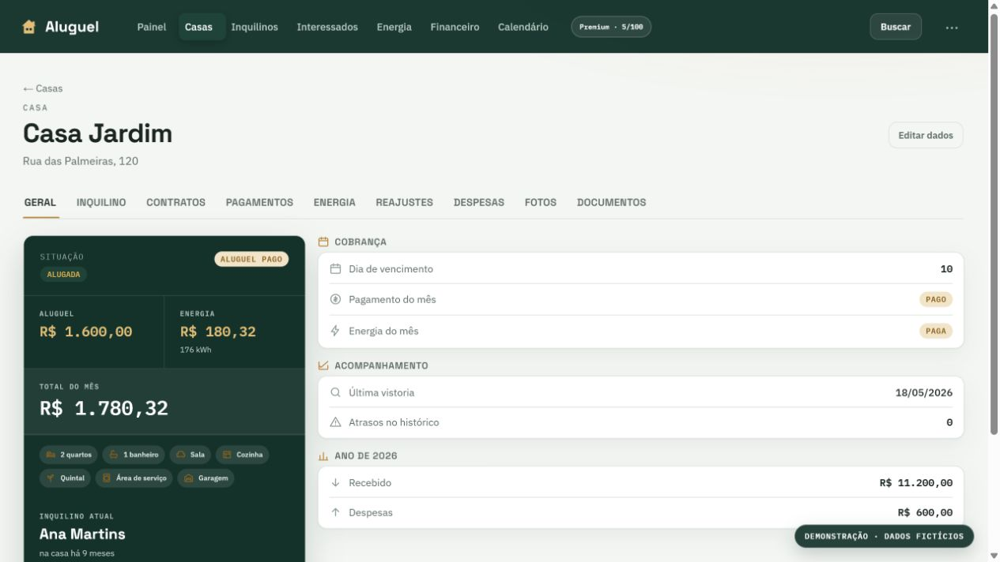 Aluguel
Painel Casas Inquilinos Interessados Energia Financeiro Calendário
Premium · 5/100
Buscar
...
← Casas
CASA
Casa Jardim
Editar dados
Rua das Palmeiras, 120
GERAL INQUILINO CONTRATOS PAGAMENTOS ENERGIA REAJUSTES DESPESAS FOTOS DOCUMENTOS
SITUAÇÃO
ALUGADA
ALUGUEL PAGO
ALUGUEL
R$ 1.600,00
ENERGIA
R$ 180,32
176 kWh
TOTAL DO MÊS
R$ 1.780,32
2 quartos 1 banheiro Sala Cozinha
Quintal Área de serviço Garagem
INQUILINO ATUAL
Ana Martins
na casa há 9 meses
COBRANÇA
Dia de vencimento 10
Pagamento do mês PAGO
Energia do mês PAGA
ACOMPANHAMENTO
Última vistoria 18/05/2026
Atrasos no histórico 0
ANO DE 2026
Recebido R$ 11.200,00
Despesas R$ 600,00
DEMONSTRAÇÃO · DADOS FICTÍCIOS